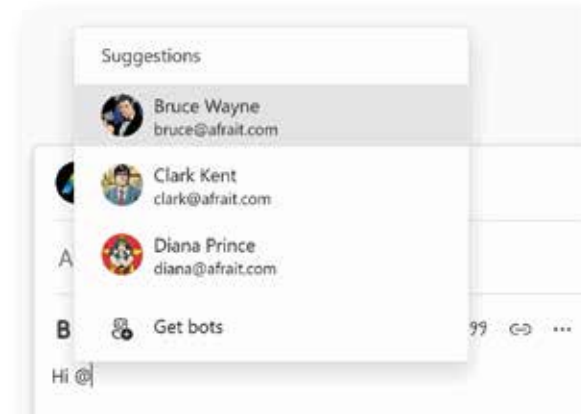 Suggestions
Bruce Wayne
bruce@afrait.com
Clark Kent
clark@afrait.com
A
Diana Prince
diana@afrait.com
B
Get bots
99
Hi @